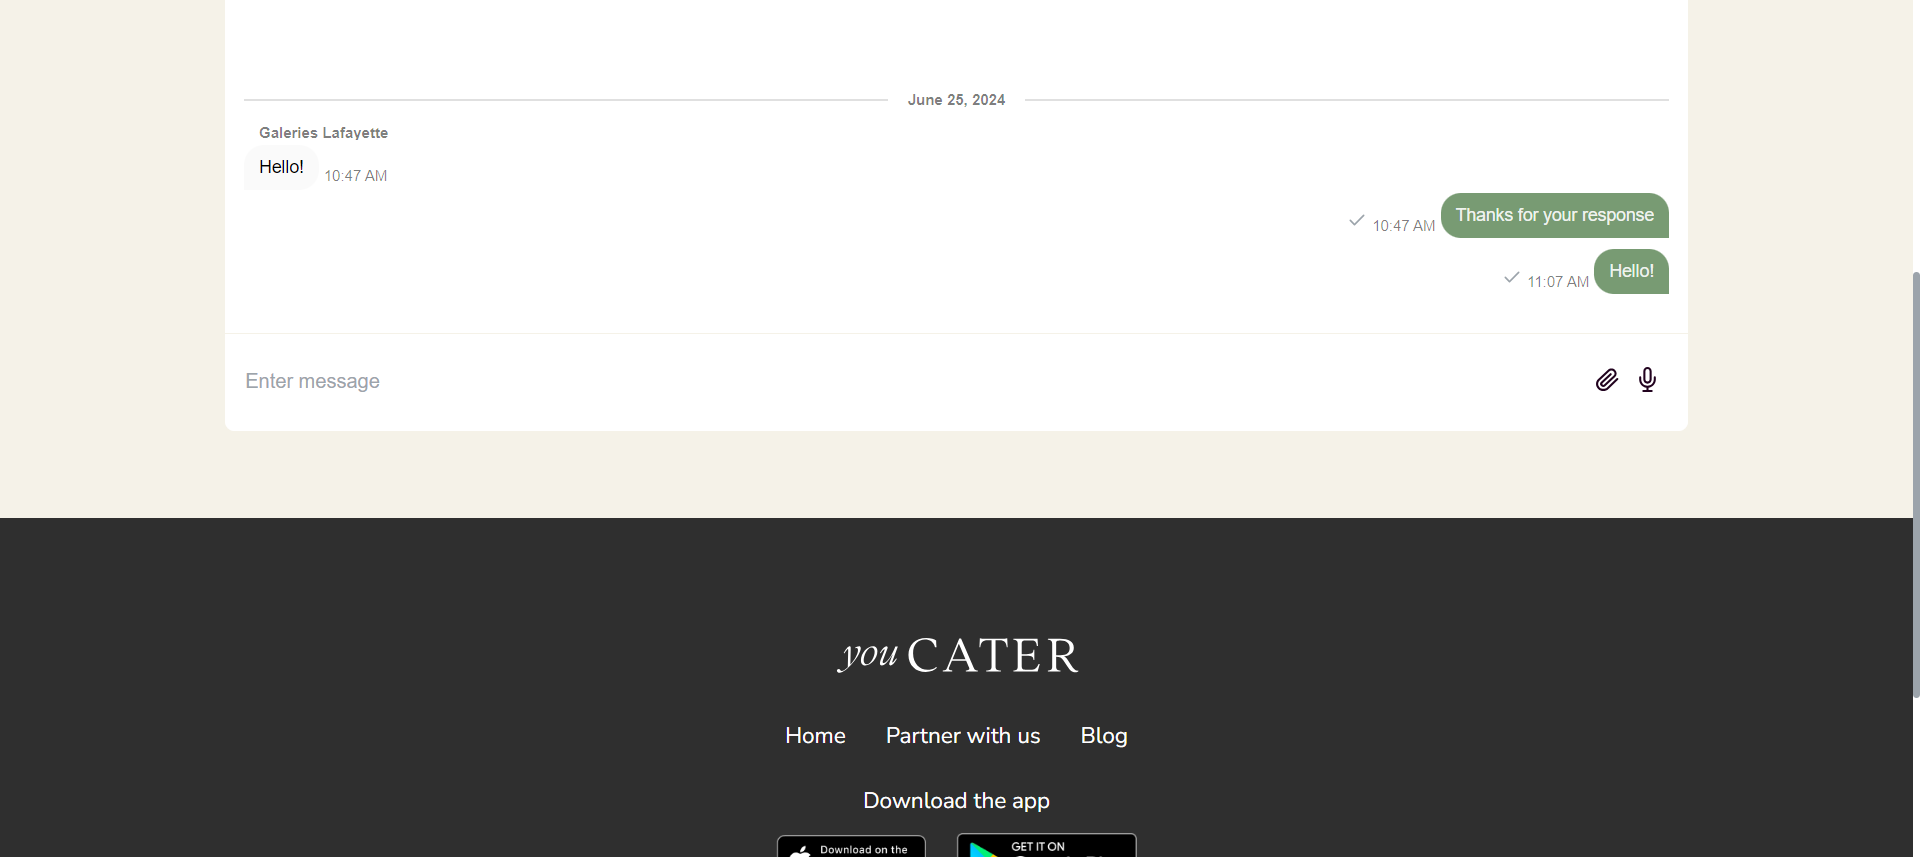 June 25, 2024
Galeries Lafayette
Hello! 10:47 AM
10:47 AM Thanks for your response
11:07 AM Hello!
Enter message
you CATER
Home Partner with us Blog
Download the app
Download on the GET IT ON